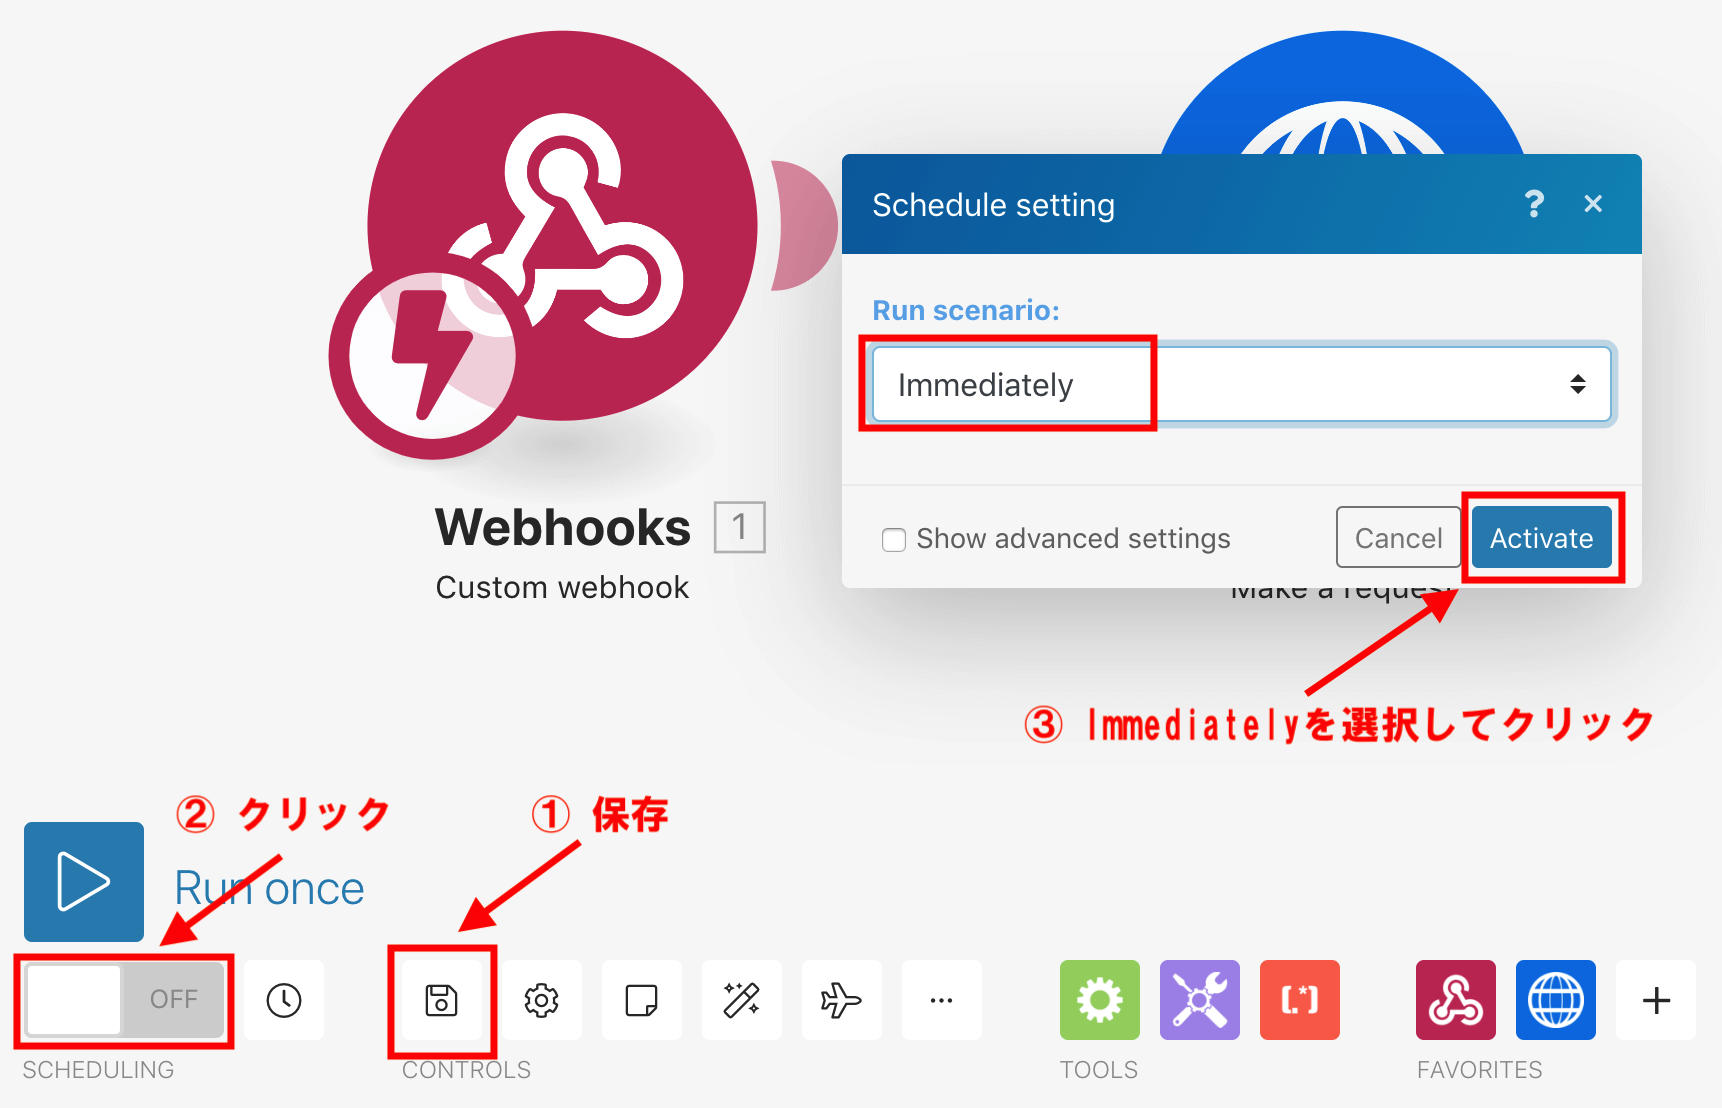 Schedule setting
?
×
Run scenario:
Immediately
Show advanced settings
Cancel
Activate
Webhooks 1
Custom webhook
Make a request
③ Immediatelyを選択してクリック
② クリック
① 保存
Run once
OFF
SCHEDULING
CONTROLS
[.*]
TOOLS
FAVORITES